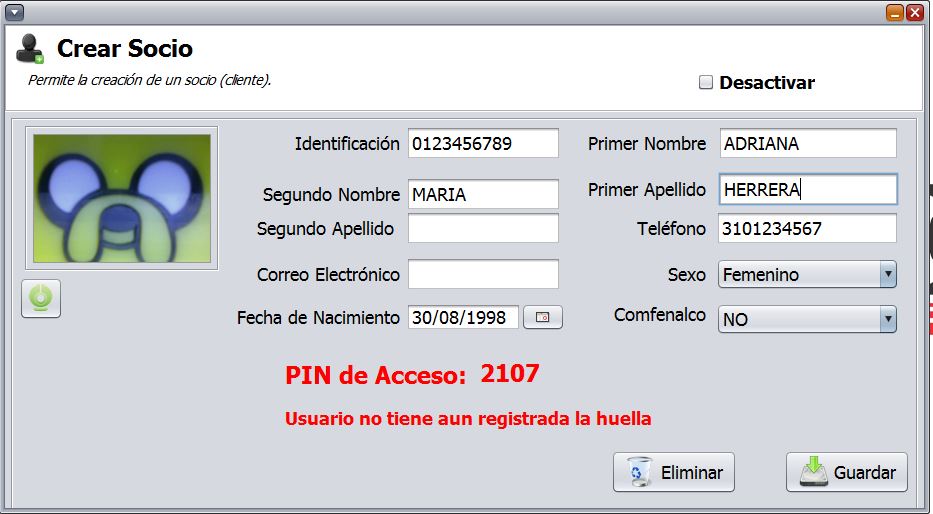 Crear Socio
Permite la creación de un socio (cliente).
Desactivar
Identificación 0123456789 Primer Nombre ADRIANA
Segundo Nombre MARIA Primer Apellido HERRERA
Segundo Apellido Teléfono 3101234567
Correo Electrónico Sexo Femenino
Fecha de Nacimiento 30/08/1998 Comfenalco NO
PIN de Acceso: 2107
Usuario no tiene aun registrada la huella
Eliminar Guardar